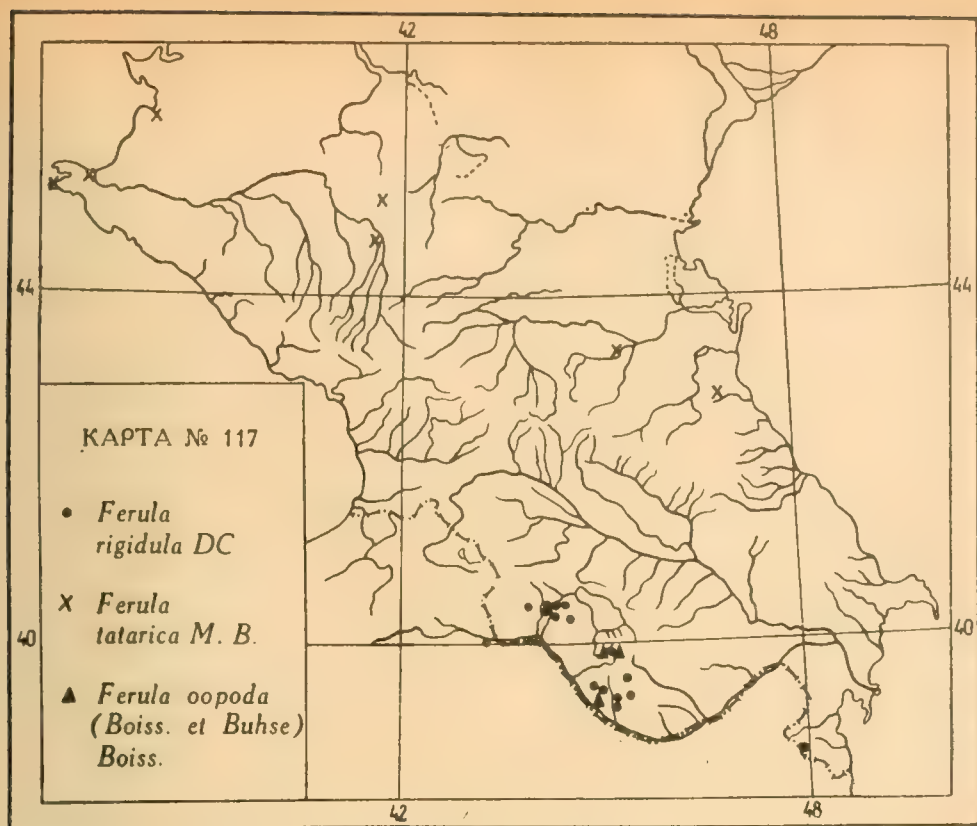 42
48
44
44
КАРТА № 117
Ferula
rigidula DC
Ferula
tatarica M. B.
Ferula oopoda
(Boiss. et Buhse)
Boiss.
40
40
42
48